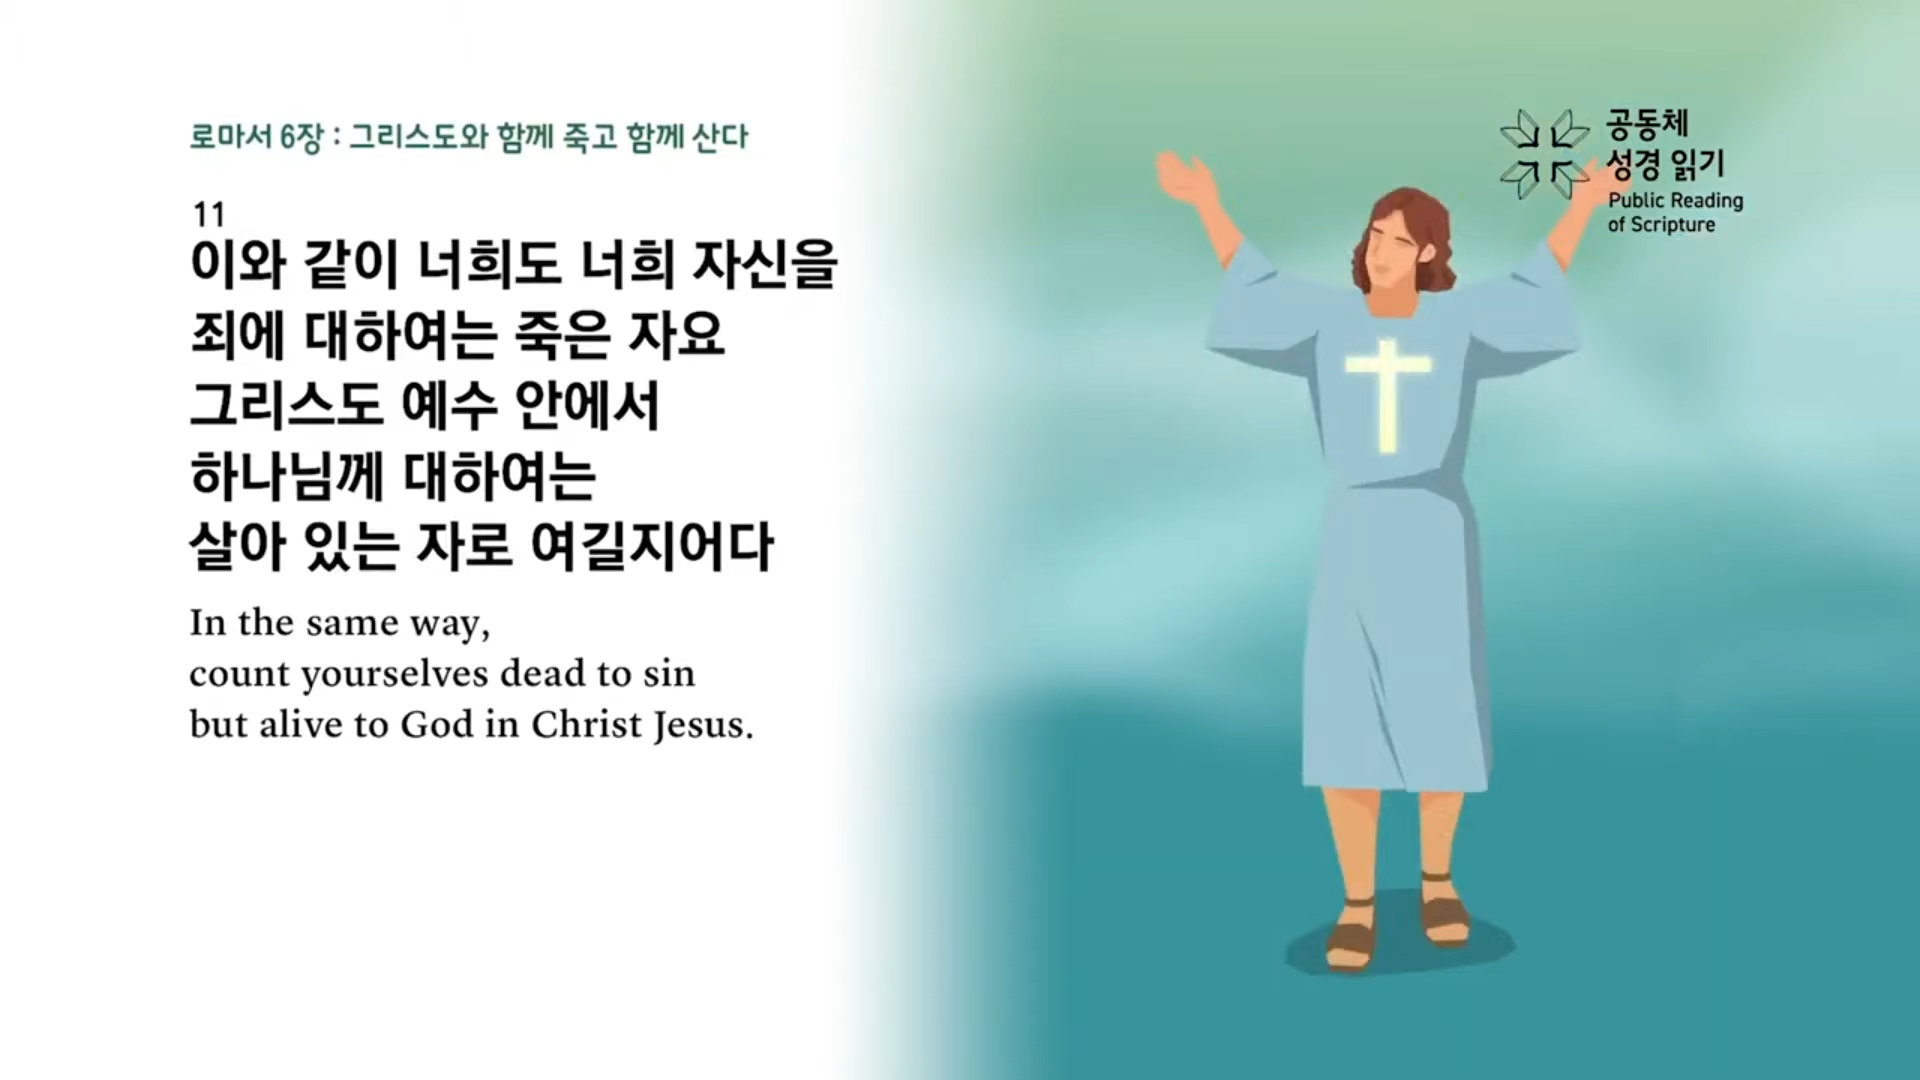 로마서 6장 : 그리스도와 함께 죽고 함께 산다
11
이와 같이 너희도 너희 자신을
죄에 대하여는 죽은 자요
그리스도 예수 안에서
하나님께 대하여는
살아 있는 자로 여길지어다
In the same way,
count yourselves dead to sin
but alive to God in Christ Jesus.
공동체
성경 읽기
Public Reading
of Scripture